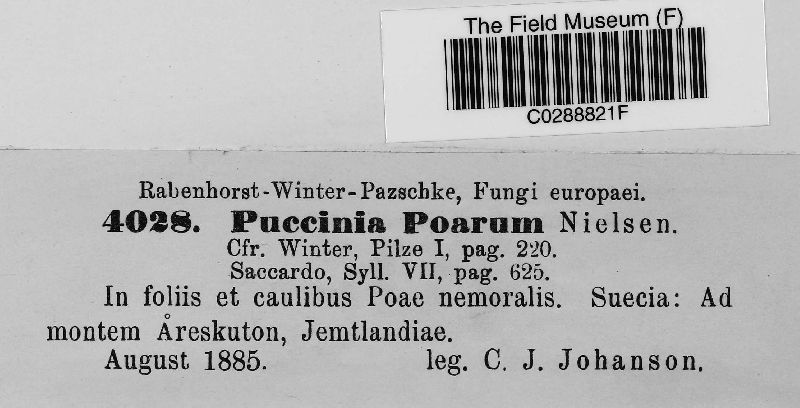 The Field Museum (F)
C0288821F
Rabenhorst-Winter-Pazschke, Fungi europaei.
4028. Puccinia Poarum Nielsen.
Cfr. Winter, Pilze I, pag. 220.
Saccardo, Syll. VII, pag. 625.
In foliis et caulibus Poae nemoralis. Suecia: Ad
montem Åreskuton, Jemtlandiae.
August 1885. leg. C. J. Johanson.